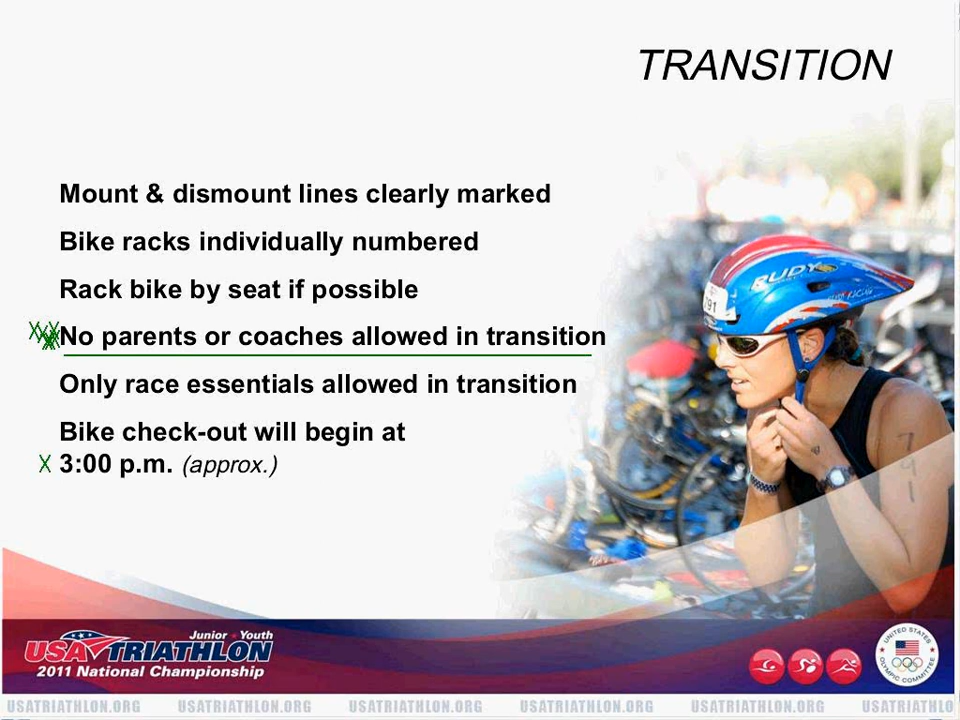 TRANSITION
Mount & dismount lines clearly marked
Bike racks individually numbered
Rack bike by seat if possible
No parents or coaches allowed in transition
Only race essentials allowed in transition
Bike check-out will begin at
X 3:00 p.m. (approx.)
RUDY
791
791
Junior Youth
USA TRIATHLON
2011 National Championship
UNITED STATES
OLYMPIC COMMITTEE
USATRIATHLON.ORG USATRIATHLON.ORG USATRIATHLON.ORG USATRIATHLON.ORG USATRIATHLON.ORG USATRIATHLO